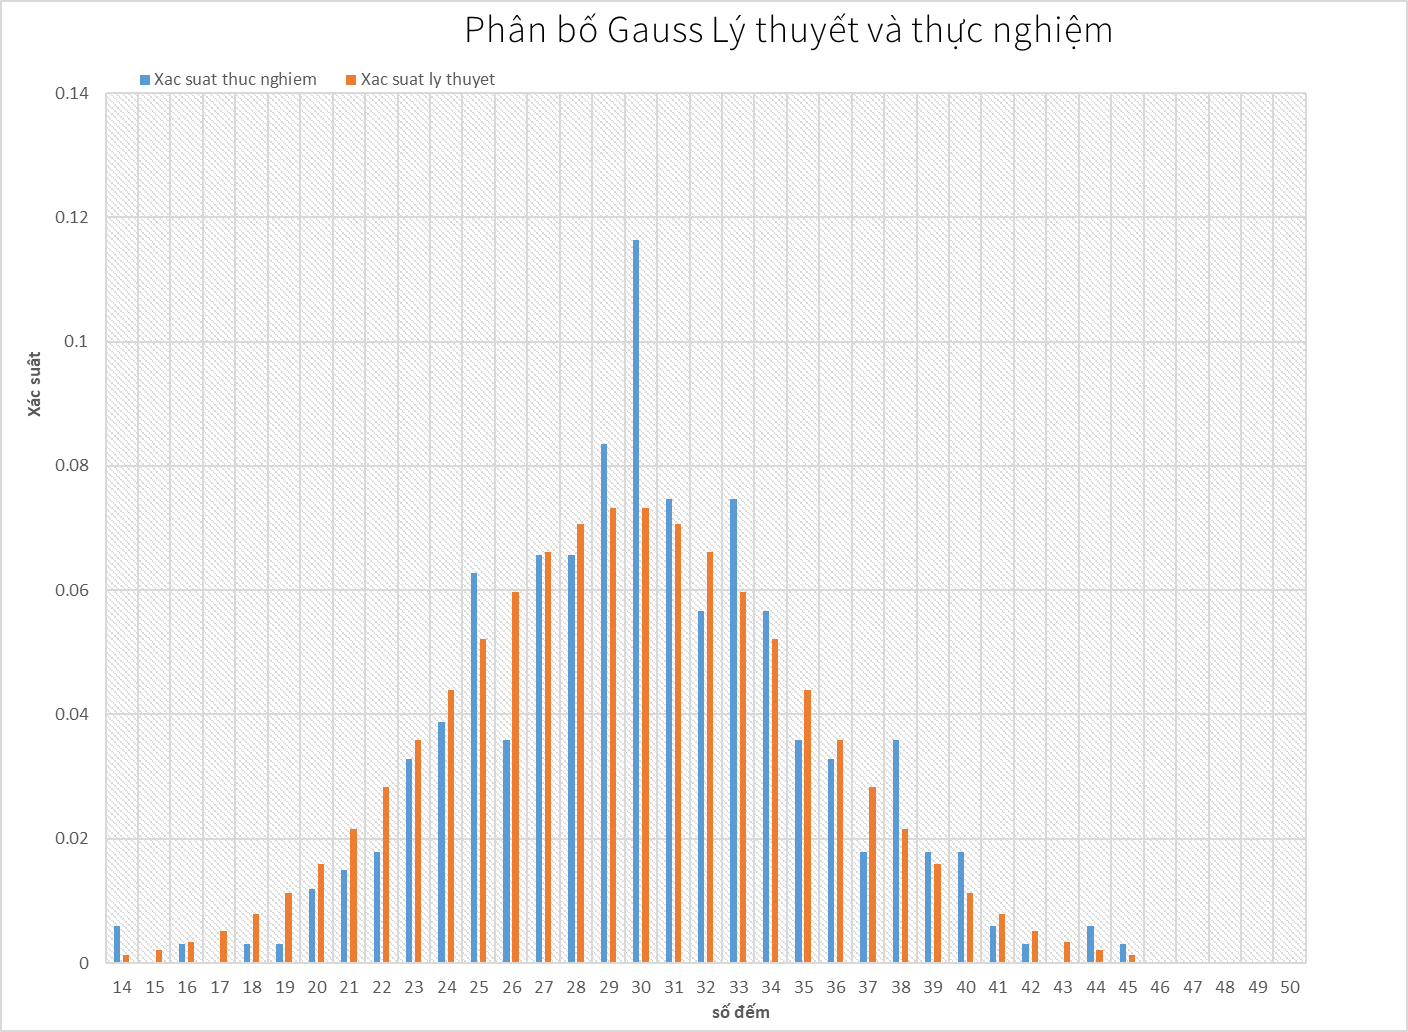 Phân bố Gauss Lý thuyết và thực nghiệm
Xac suat thuc nghiem Xac suat ly thuyet
0.14
0.12
0.1
0.08
0.06
0.04
0.02
0
Xác suât
14 15 16 17 18 19 20 21 22 23 24 25 26 27 28 29 30 31 32 33 34 35 36 37 38 39 40 41 42 43 44 45 46 47 48 49 50
số đếm